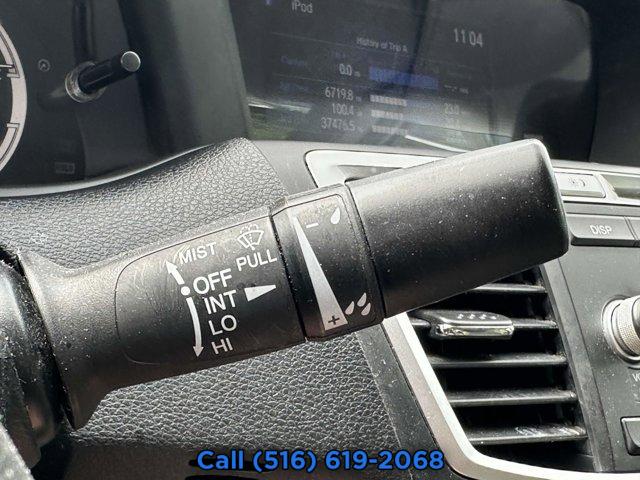 iPod
History of Trip A
11 04
0.0
6719.8
100.4
37476.5
DISP
MIST
PULL
OFF
INT
LO
HI
Call (516) 619-2068